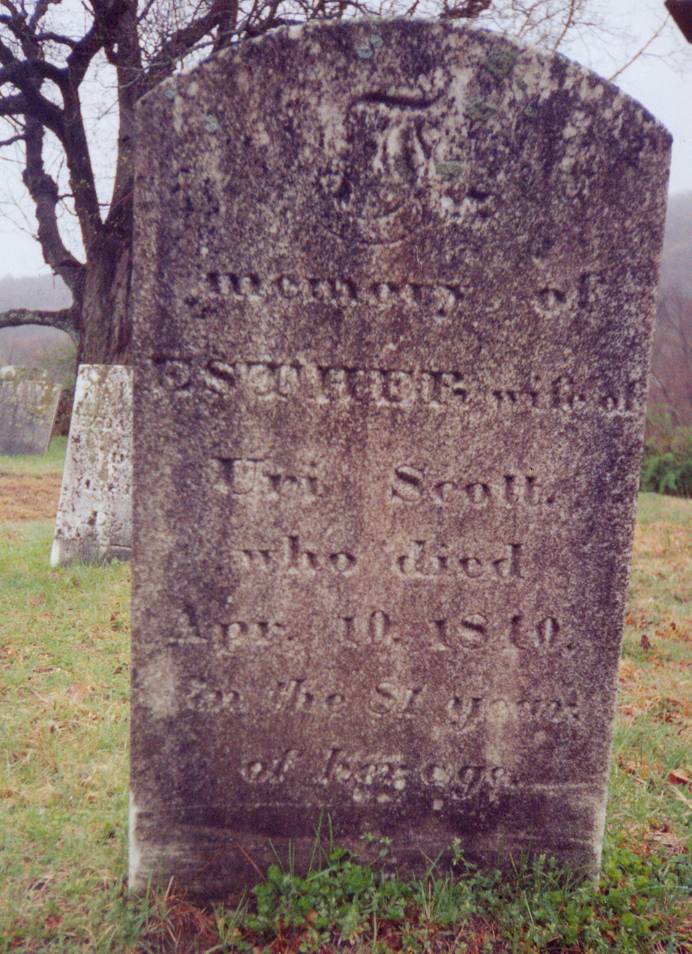 In
memory of
ESTHER, wife of
Uri Scott.
who died
Apr. 10. 1840.
in the 81 year
of her age.